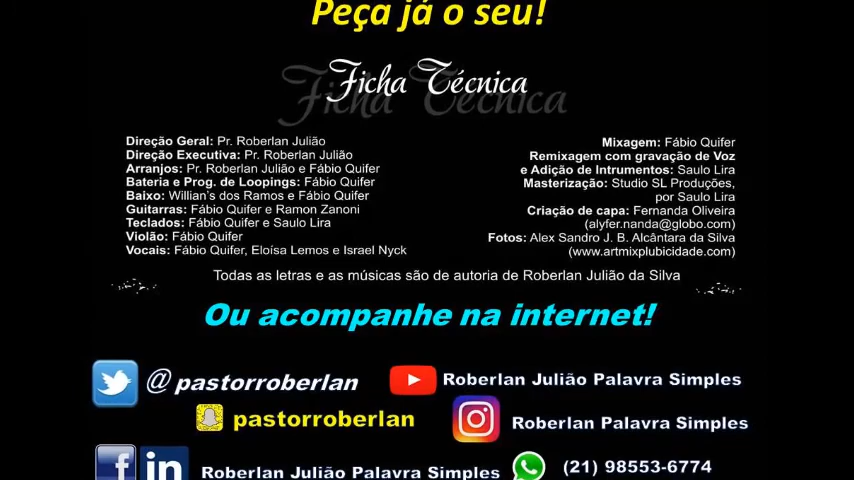 Peça já o seu!
Ficha Técnica
Direção Geral: Pr. Roberlan Julião
Direção Executiva: Pr. Roberlan Julião
Arranjos: Pr. Roberlan Julião e Fábio Quifer
Bateria e Prog. de Loopings: Fábio Quifer
Baixo: Willian's dos Ramos e Fábio Quifer
Guitarras: Fábio Quifer e Ramon Zanoni
Teclados: Fábio Quifer e Saulo Lira
Violão: Fábio Quifer
Vocais: Fábio Quifer, Eloísa Lemos e Israel Nyck
Mixagem: Fábio Quifer
Remixagem com gravação de Voz
e Adição de Intrumentos: Saulo Lira
Masterização: Studio SL Produções,
por Saulo Lira
Criação de capa: Fernanda Oliveira
(alyfer.nanda@globo.com)
Fotos: Alex Sandro J. B. Alcântara da Silva
(www.artmixplubicidade.com)
Todas as letras e as músicas são de autoria de Roberlan Julião da Silva
Ou acompanhe na internet!
@pastorroberlan
Roberlan Julião Palavra Simples
pastorroberlan
Roberlan Palavra Simples
Roberlan Julião Palavra Simples
(21) 98553-6774